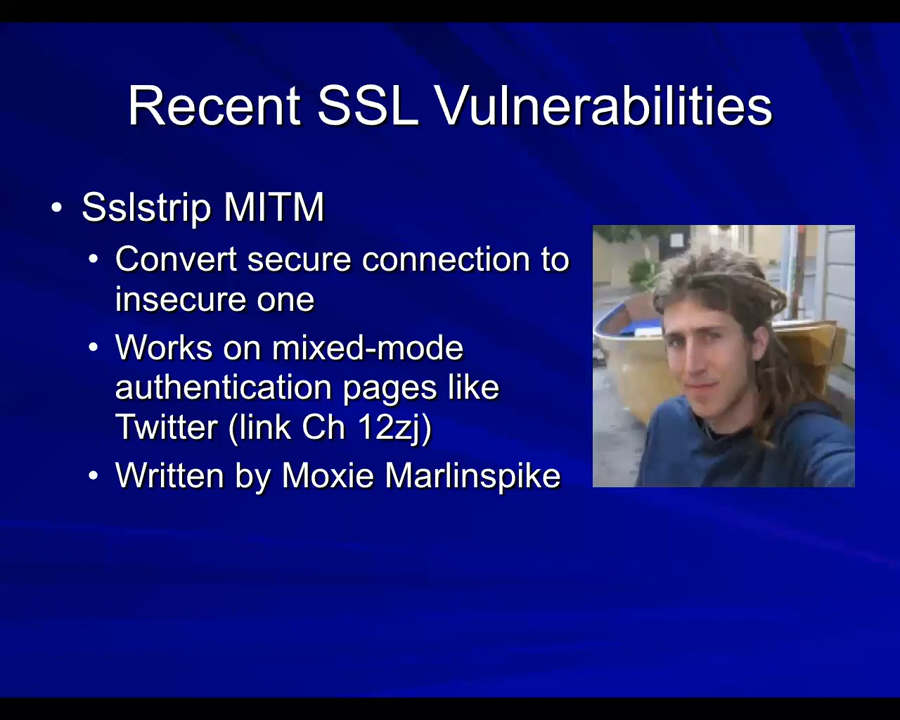 Recent SSL Vulnerabilities
• Sslstrip MITM
• Convert secure connection to
insecure one
• Works on mixed-mode
authentication pages like
Twitter (link Ch 12zj)
• Written by Moxie Marlinspike